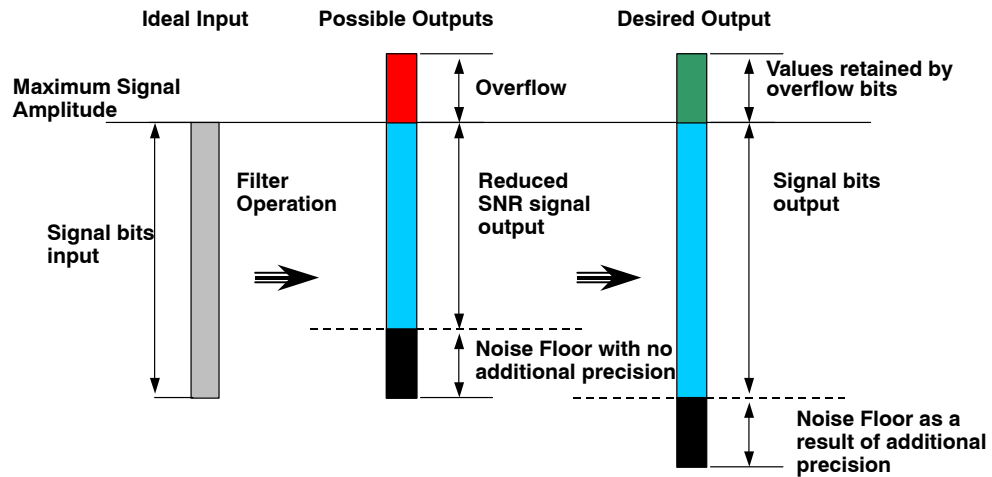 Ideal Input
Possible Outputs
Desired Output
Maximum Signal
Amplitude
Overflow
Values retained by
overflow bits
Filter
Operation
Reduced
SNR signal
output
Signal bits
output
Signal bits
input
Noise Floor with no
additional precision
Noise Floor as a
result of additional
precision